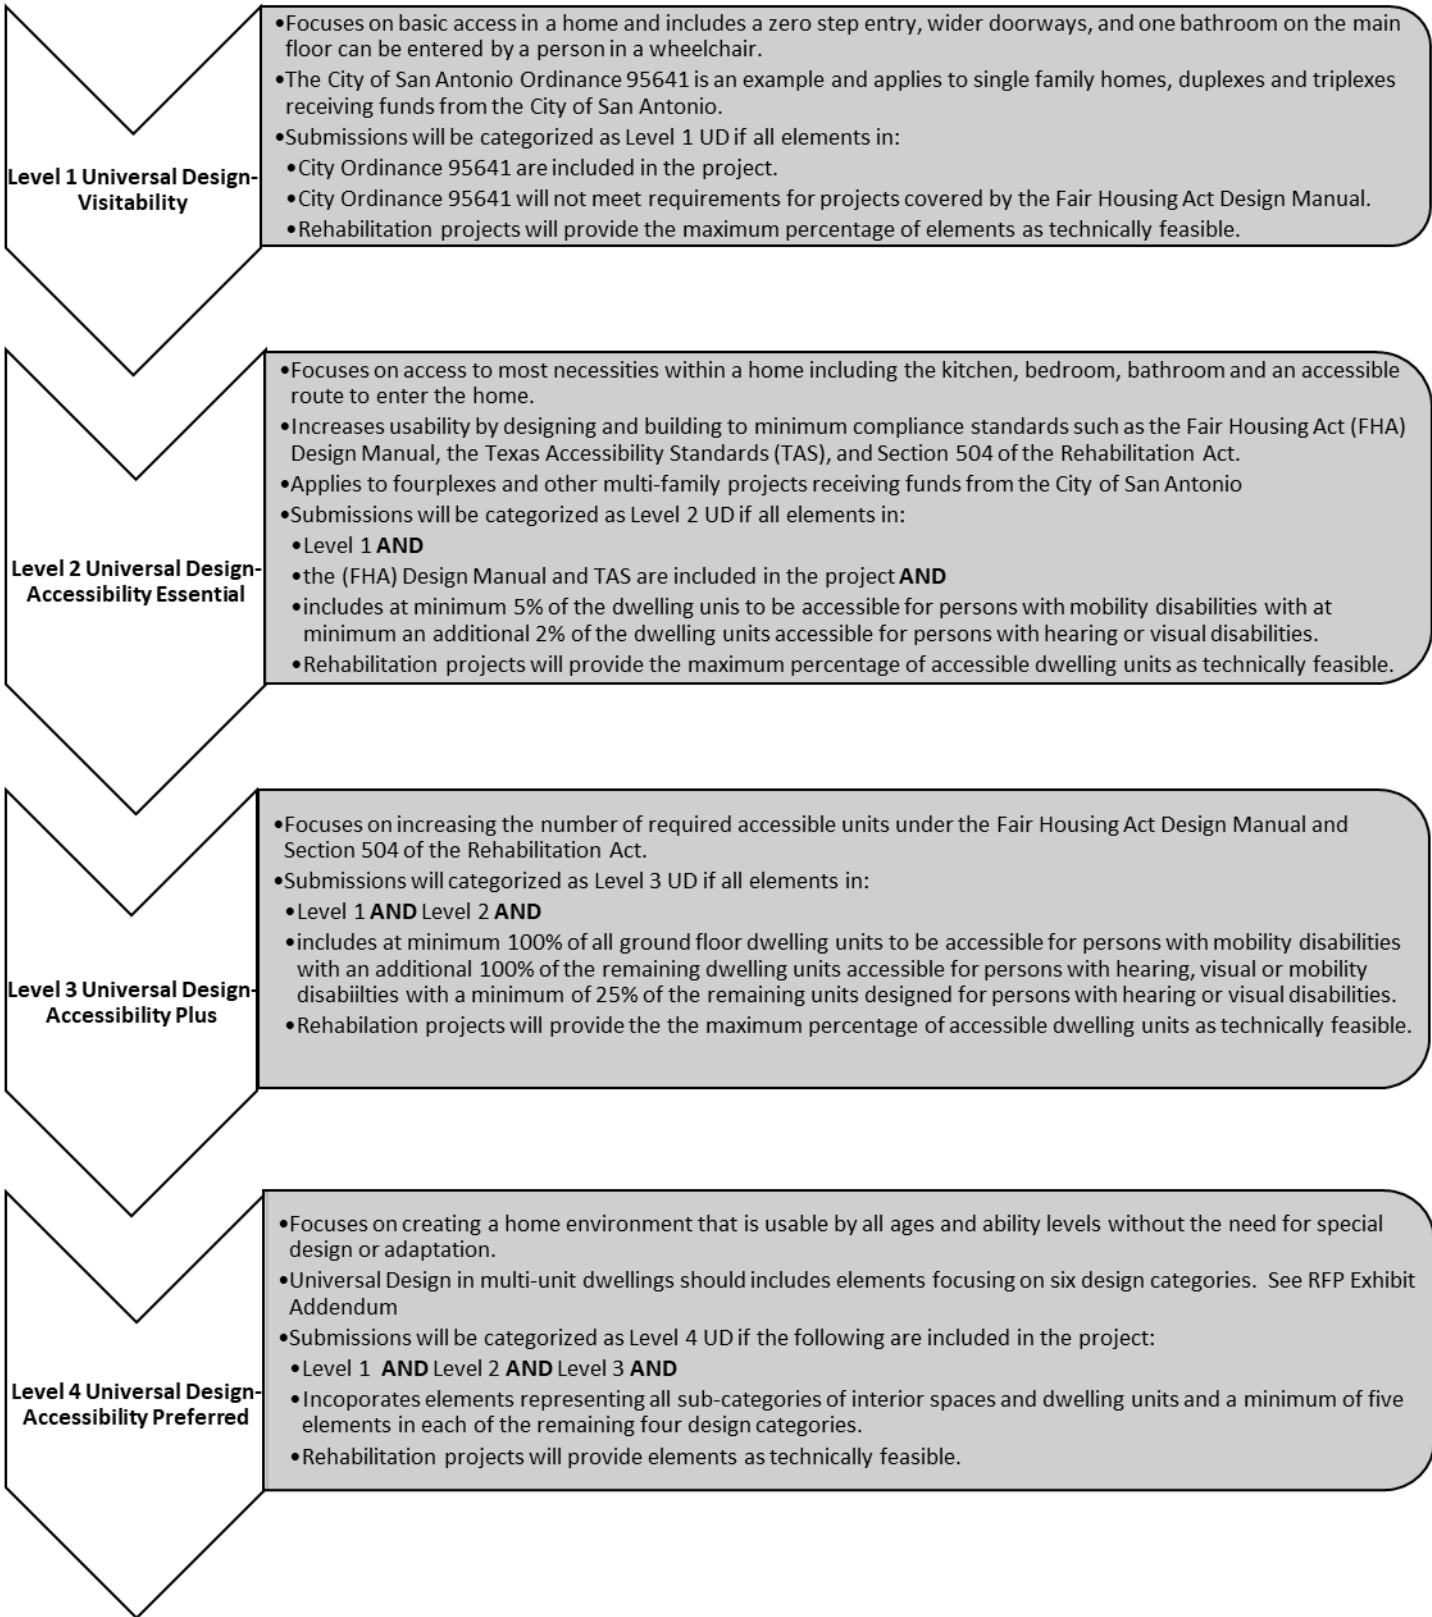 Level 1 Universal Design-
Visitability
•Focuses on basic access in a home and includes a zero step entry, wider doorways, and one bathroom on the main
floor can be entered by a person in a wheelchair.
•The City of San Antonio Ordinance 95641 is an example and applies to single family homes, duplexes and triplexes
receiving funds from the City of San Antonio.
•Submissions will be categorized as Level 1 UD if all elements in:
•City Ordinance 95641 are included in the project.
•City Ordinance 95641 will not meet requirements for projects covered by the Fair Housing Act Design Manual.
•Rehabilitation projects will provide the maximum percentage of elements as technically feasible.
Level 2 Universal Design-
Accessibility Essential
•Focuses on access to most necessities within a home including the kitchen, bedroom, bathroom and an accessible
route to enter the home.
•Increases usability by designing and building to minimum compliance standards such as the Fair Housing Act (FHA)
Design Manual, the Texas Accessibility Standards (TAS), and Section 504 of the Rehabilitation Act.
•Applies to fourplexes and other multi-family projects receiving funds from the City of San Antonio
•Submissions will be categorized as Level 2 UD if all elements in:
•Level 1 AND
•the (FHA) Design Manual and TAS are included in the project AND
•includes at minimum 5% of the dwelling unis to be accessible for persons with mobility disabilities with at
minimum an additional 2% of the dwelling units accessible for persons with hearing or visual disabilities.
•Rehabilitation projects will provide the maximum percentage of accessible dwelling units as technically feasible.
Level 3 Universal Design-
Accessibility Plus
•Focuses on increasing the number of required accessible units under the Fair Housing Act Design Manual and
Section 504 of the Rehabilitation Act.
•Submissions will categorized as Level 3 UD if all elements in:
•Level 1 AND Level 2 AND
•includes at minimum 100% of all ground floor dwelling units to be accessible for persons with mobility disabilities
with an additional 100% of the remaining dwelling units accessible for persons with hearing, visual or mobility
disabiilties with a minimum of 25% of the remaining units designed for persons with hearing or visual disabilities.
•Rehabilation projects will provide the the maximum percentage of accessible dwelling units as technically feasible.
Level 4 Universal Design-
Accessibility Preferred
•Focuses on creating a home environment that is usable by all ages and ability levels without the need for special
design or adaptation.
•Universal Design in multi-unit dwellings should includes elements focusing on six design categories. See RFP Exhibit
Addendum
•Submissions will be categorized as Level 4 UD if the following are included in the project:
•Level 1 AND Level 2 AND Level 3 AND
•Incoporates elements representing all sub-categories of interior spaces and dwelling units and a minimum of five
elements in each of the remaining four design categories.
•Rehabilitation projects will provide elements as technically feasible.